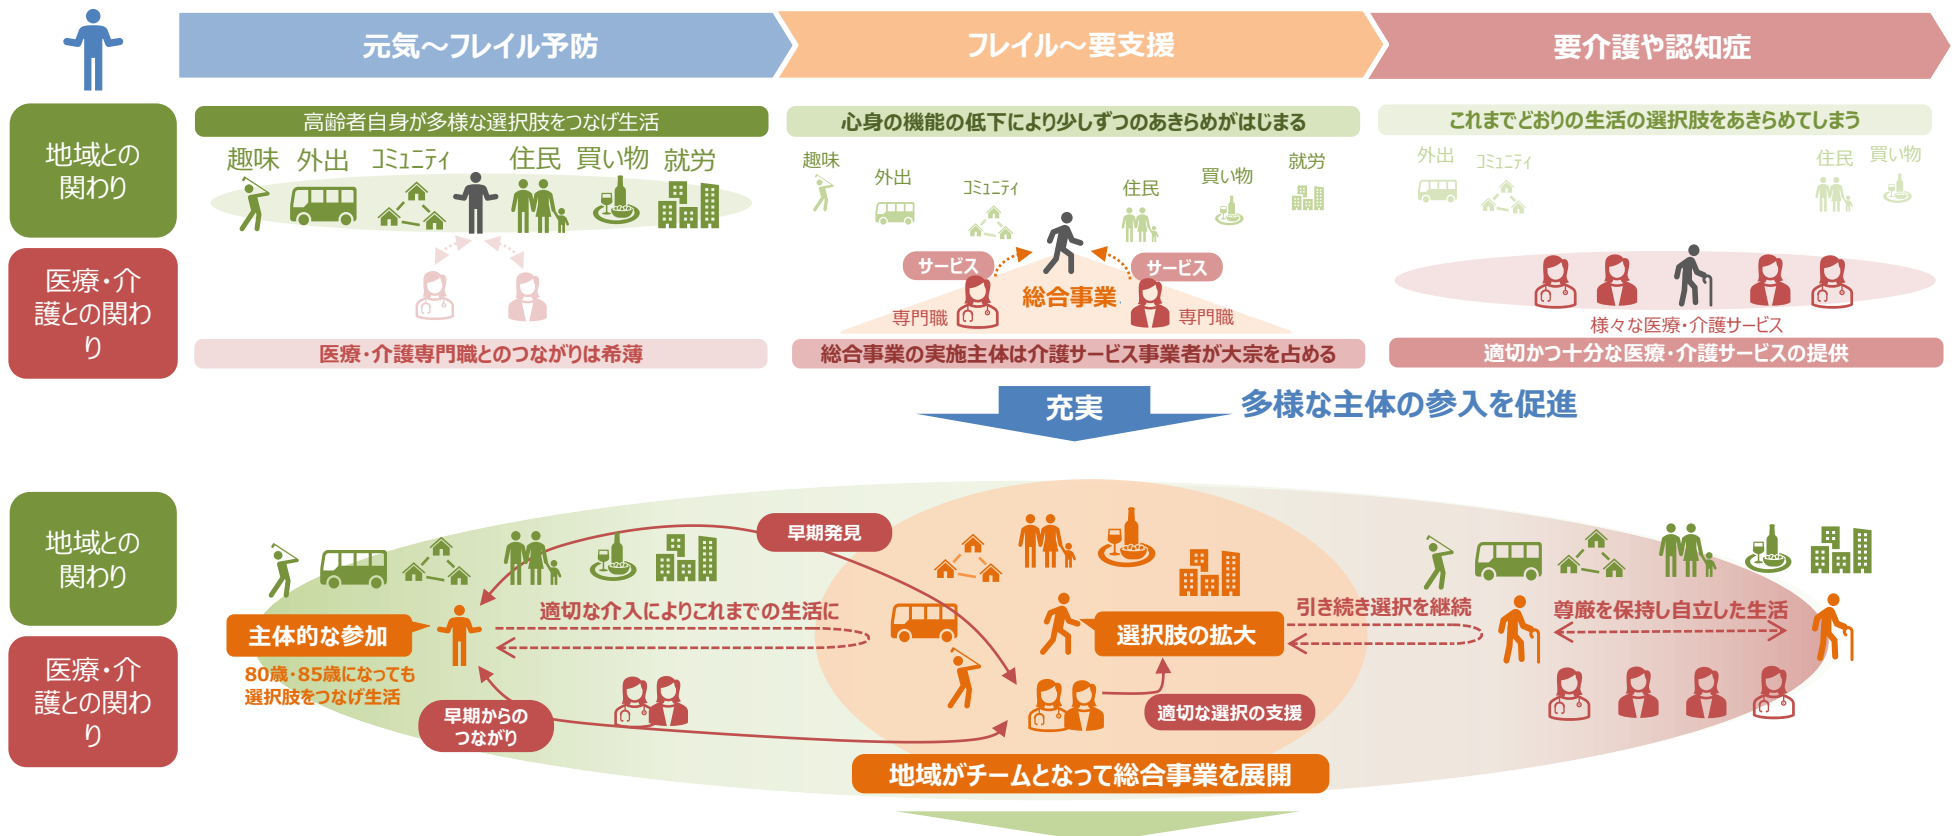 元気～フレイル予防
フレイル～要支援
要介護や認知症
地域との
関わり
高齢者自身が多様な選択肢をつなげ生活
心身の機能の低下により少しずつのあきらめがはじまる
これまでどおりの生活の選択肢をあきらめてしまう
趣味 外出 コミュニティ 住民 買い物 就労
趣味
外出
コミュニティ
住民
買い物
就労
外出
コミュニティ
住民
買い物
医療・介
護との関わ
り
サービス
サービス
総合事業
専門職
専門職
様々な医療・介護サービス
医療・介護専門職とのつながりは希薄
総合事業の実施主体は介護サービス事業者が大宗を占める
適切かつ十分な医療・介護サービスの提供
充実
多様な主体の参入を促進
地域との
関わり
早期発見
適切な介入によりこれまでの生活に
引き続き選択を継続
尊厳を保持し自立した生活
主体的な参加
選択肢の拡大
80歳・85歳になっても
選択肢をつなげ生活
医療・介
護との関わ
り
早期からの
つながり
適切な選択の支援
地域がチームとなって総合事業を展開